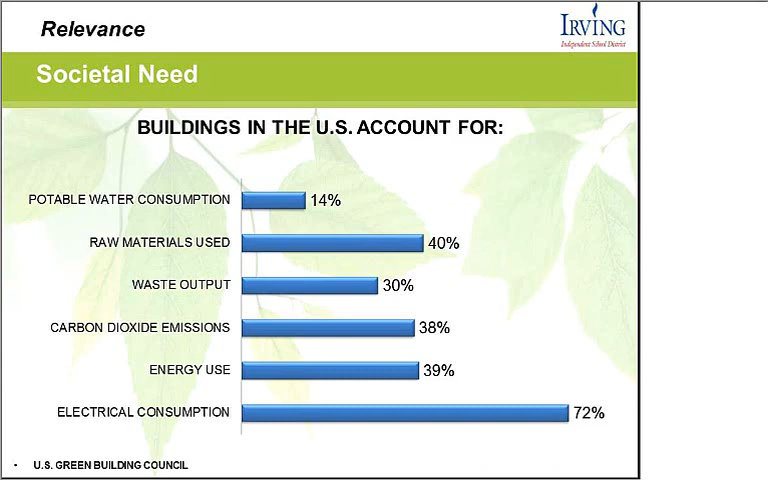 Relevance
IRVING
Independent School District
Societal Need
BUILDINGS IN THE U.S. ACCOUNT FOR:
POTABLE WATER CONSUMPTION 14%
RAW MATERIALS USED 40%
WASTE OUTPUT 30%
CARBON DIOXIDE EMISSIONS 38%
ENERGY USE 39%
ELECTRICAL CONSUMPTION 72%
• U.S. GREEN BUILDING COUNCIL